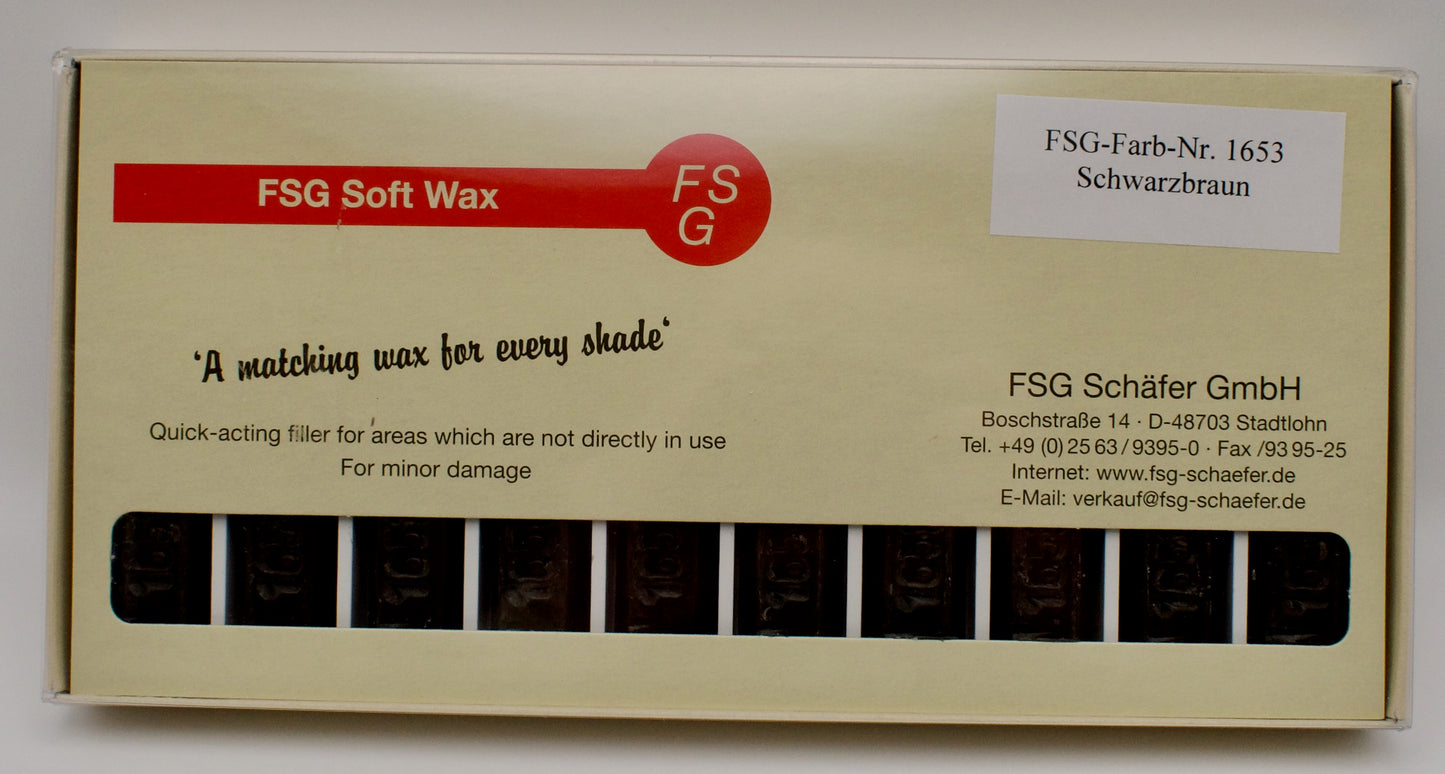 FSG Soft Wax
FS
G
FSG-Farb-Nr. 1653
Schwarzbraun
‘A matching wax for every shade‘
Quick-acting filler for areas which are not directly in use
For minor damage
FSG Schäfer GmbH
Boschstraße 14 · D-48703 Stadtlohn
Tel. +49 (0) 25 63 / 9395-0 · Fax /93 95-25
Internet: www.fsg-schaefer.de
E-Mail: verkauf@fsg-schaefer.de